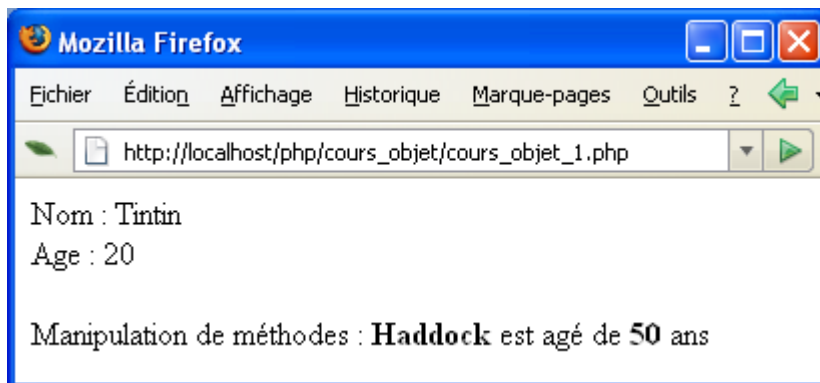 Mozilla Firefox
Fichier Édition Affichage Historique Marque-pages Outils ?
http://localhost/php/cours_objet/cours_objet_1.php
Nom : Tintin
Age : 20
Manipulation de méthodes : Haddock est agé de 50 ans